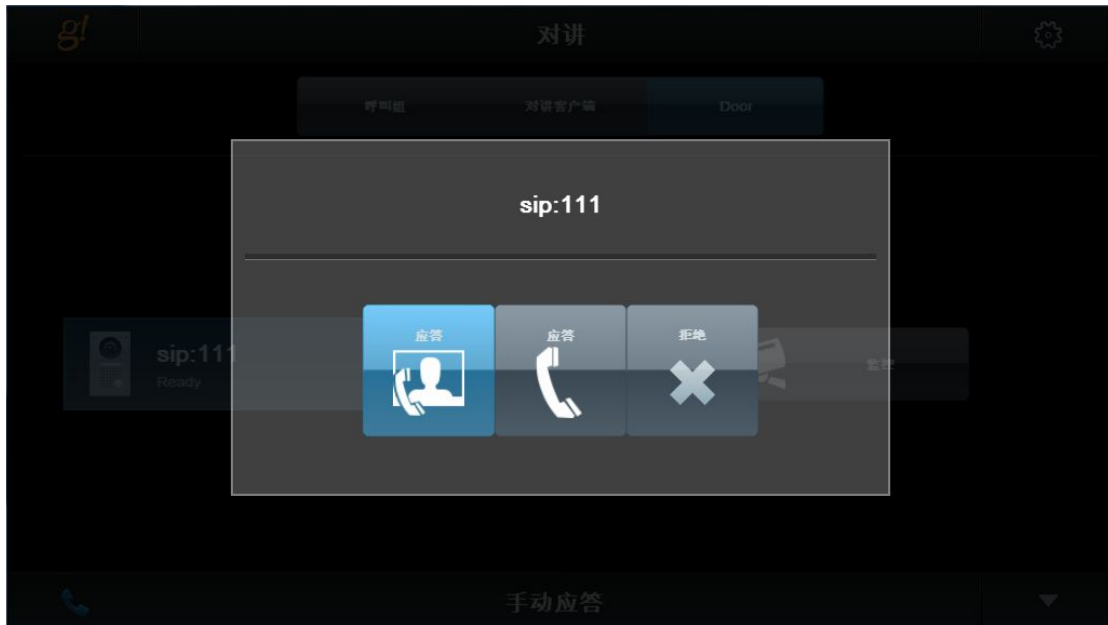 g!
对讲
呼叫组
对讲客户端
Door
sip:111
应答
应答
拒绝
sip:111
Ready
监控
手动应答